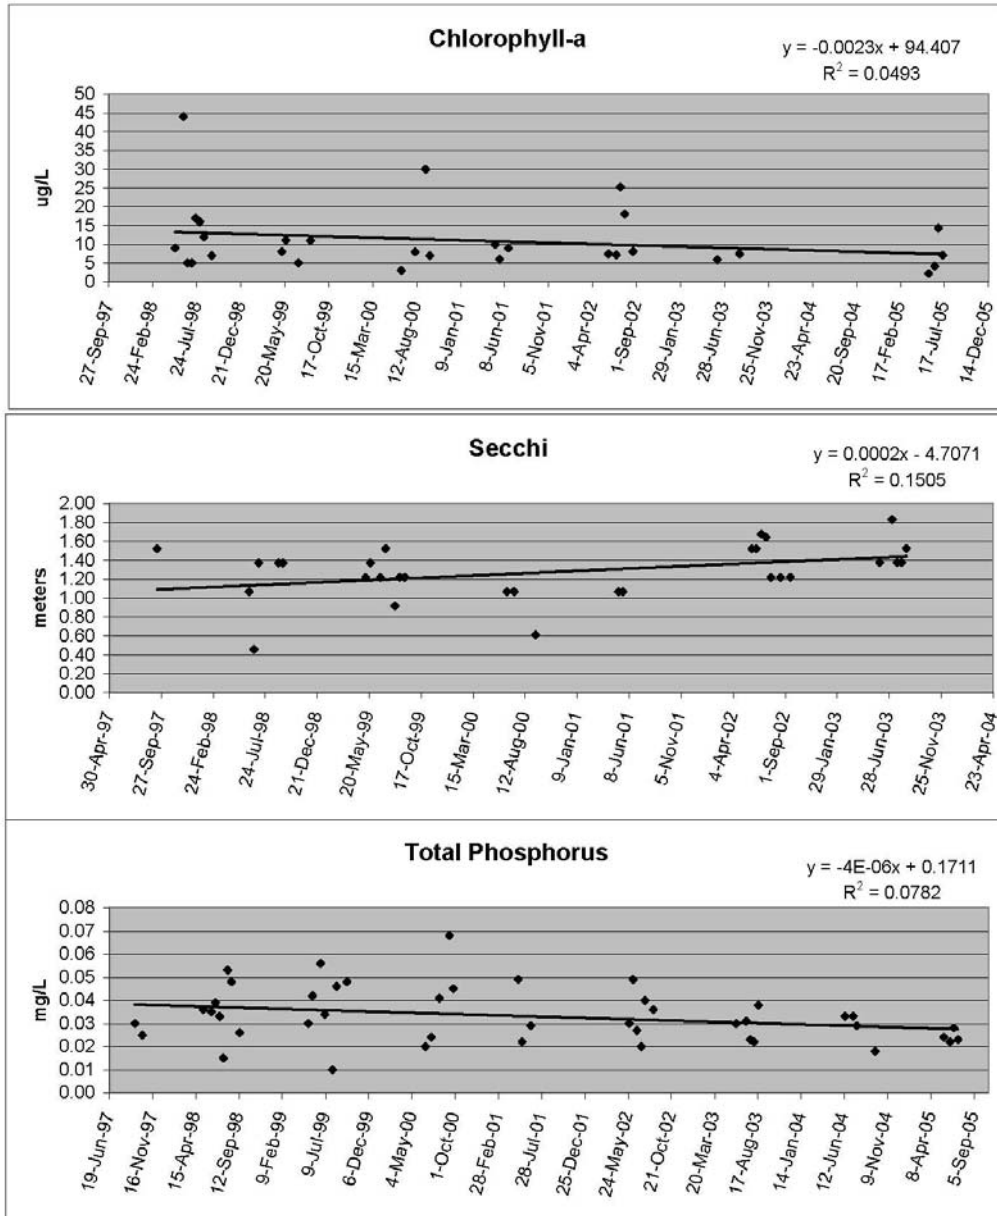 Chlorophyll-a
y = -0.0023x + 94.407
R² = 0.0493
50
45
40
35
30
25
20
15
10
5
0
ug/L
27-Sep-97
24-Feb-98
24-Jul-98
21-Dec-98
20-May-99
17-Oct-99
15-Mar-00
12-Aug-00
9-Jan-01
8-Jun-01
5-Nov-01
4-Apr-02
1-Sep-02
29-Jan-03
28-Jun-03
25-Nov-03
23-Apr-04
20-Sep-04
17-Feb-05
17-Jul-05
14-Dec-05
Secchi
y = 0.0002x - 4.7071
R² = 0.1505
2.00
1.80
1.60
1.40
1.20
1.00
0.80
0.60
0.40
0.20
0.00
meters
30-Apr-97
27-Sep-97
24-Feb-98
24-Jul-98
21-Dec-98
20-May-99
17-Oct-99
15-Mar-00
12-Aug-00
9-Jan-01
8-Jun-01
5-Nov-01
4-Apr-02
1-Sep-02
29-Jan-03
28-Jun-03
25-Nov-03
23-Apr-04
Total Phosphorus
y = -4E-06x + 0.1711
R² = 0.0782
0.08
0.07
0.06
0.05
0.04
0.03
0.02
0.01
0.00
mg/L
19-Jun-97
16-Nov-97
15-Apr-98
12-Sep-98
9-Feb-99
9-Jul-99
6-Dec-99
4-May-00
1-Oct-00
28-Feb-01
28-Jul-01
25-Dec-01
24-May-02
21-Oct-02
20-Mar-03
17-Aug-03
14-Jan-04
12-Jun-04
9-Nov-04
8-Apr-05
5-Sep-05